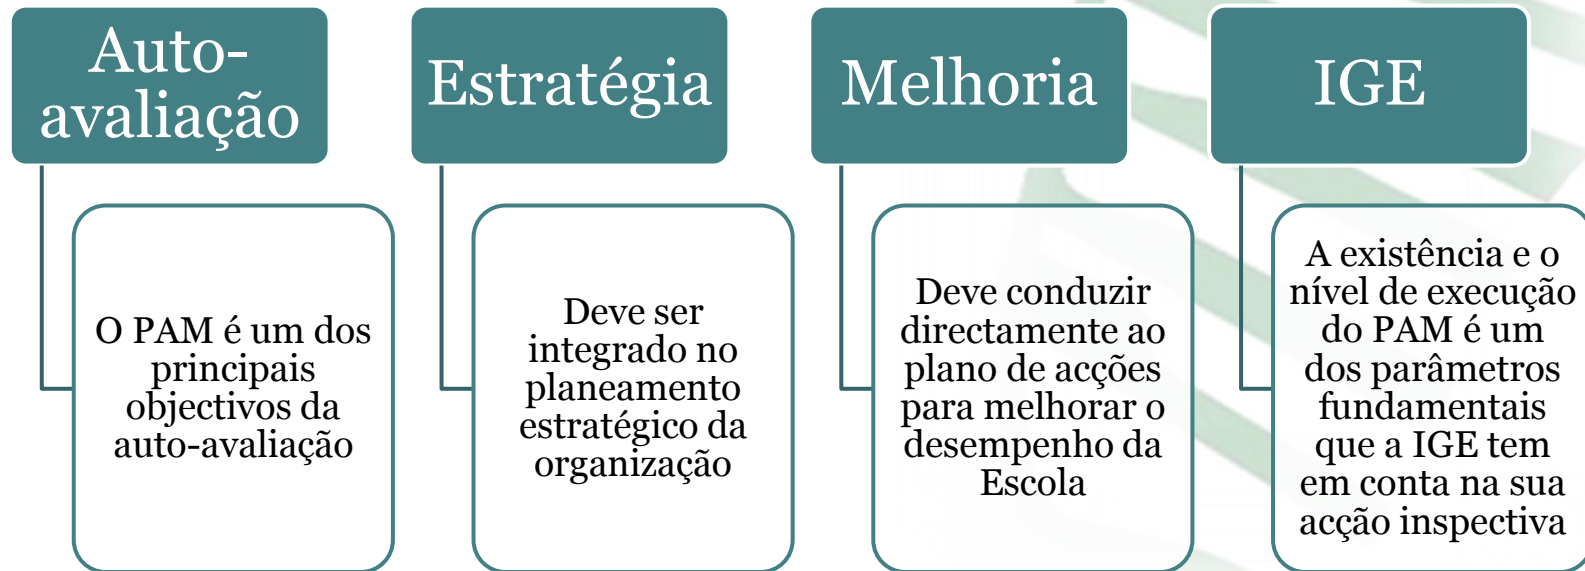 Auto-
avaliação
O PAM é um dos
principais
objectivos da
auto-avaliação
Estratégia
Deve ser
integrado no
planeamento
estratégico da
organização
Melhoria
Deve conduzir
directamente ao
plano de acções
para melhorar o
desempenho da
Escola
IGE
A existência e o
nível de execução
do PAM é um
dos parâmetros
fundamentais
que a IGE tem
em conta na sua
acção inspectiva